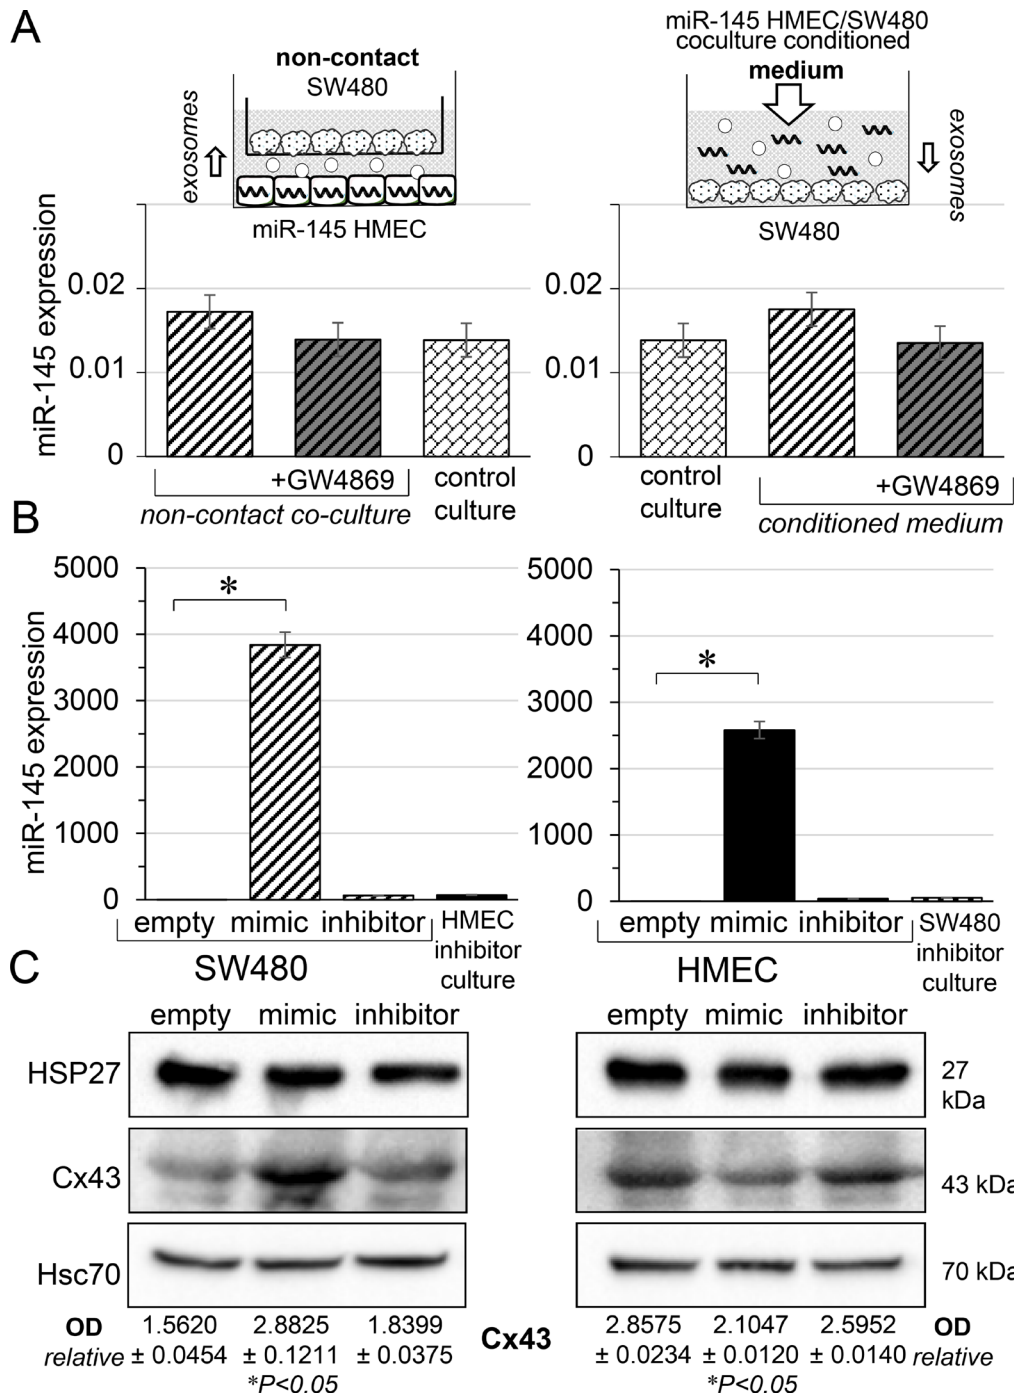 A
non-contact
SW480
exosomes
miR-145 HMEC
miR-145 HMEC/SW480
coculture conditioned
medium
exosomes
SW480
miR-145 expression
0.02
0.01
0
+GW4869
non-contact co-culture
control
culture
0.02
0.01
0
control
culture
+GW4869
conditioned medium
B
miR-145 expression
5000
4000
3000
2000
1000
0
*
empty mimic inhibitor
HMEC
inhibitor
culture
SW480
5000
4000
3000
2000
1000
0
*
empty mimic inhibitor
SW480
inhibitor
culture
HMEC
C
empty mimic inhibitor
empty mimic inhibitor
HSP27
27
kDa
Cx43
43 kDa
Hsc70
70 kDa
OD 1.5620 2.8825 1.8399
relative ± 0.0454 ± 0.1211 ± 0.0375
*P<0.05
Cx43
2.8575 2.1047 2.5952 OD
± 0.0234 ± 0.0120 ± 0.0140 relative
*P<0.05